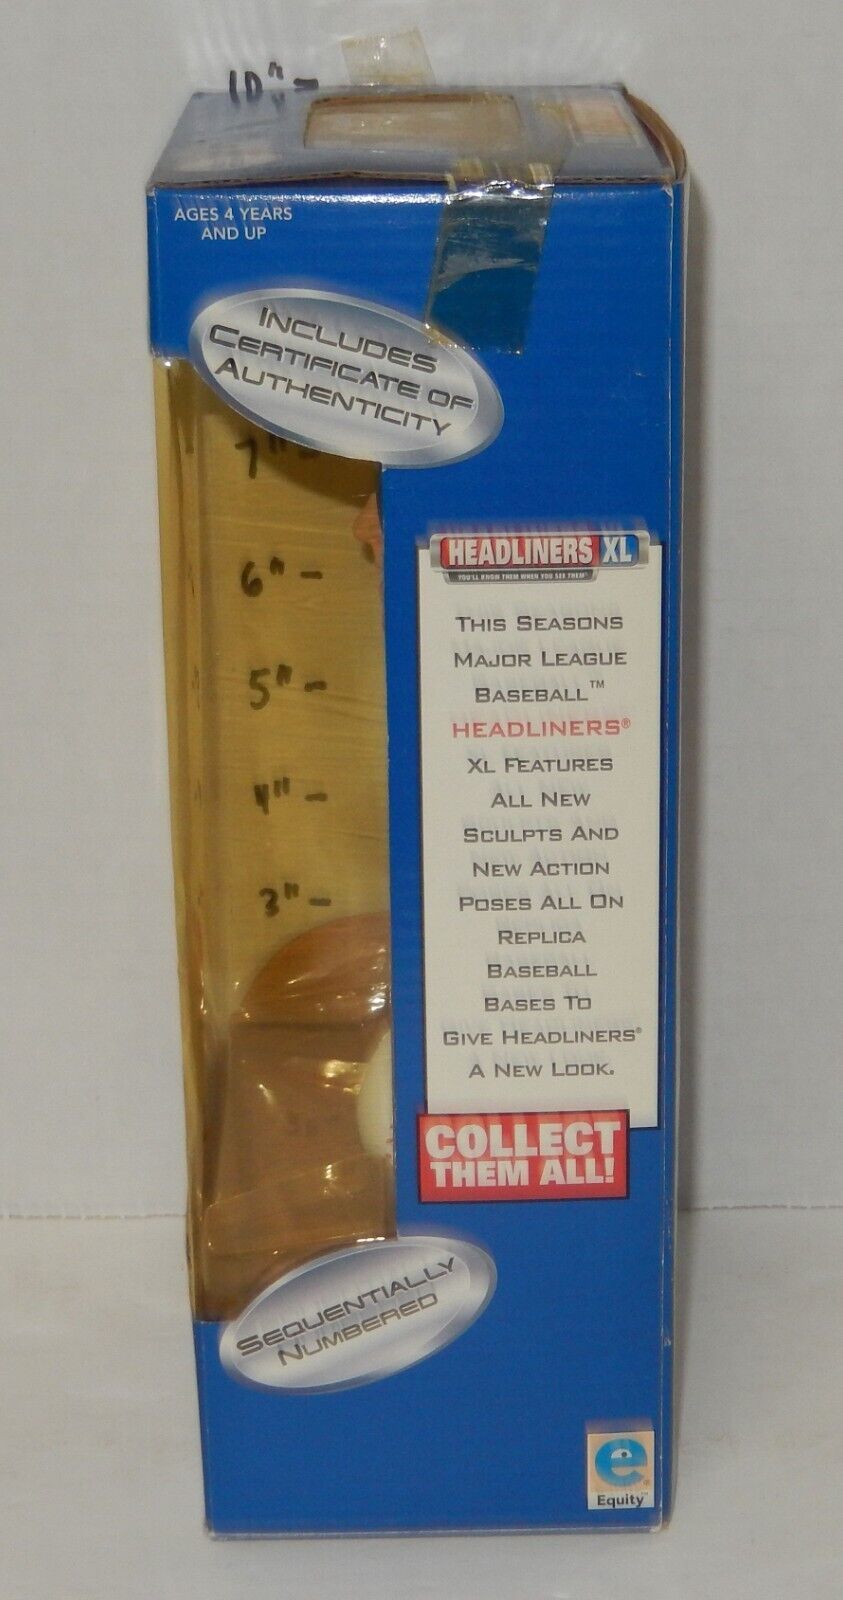 10" -
AGES 4 YEARS
AND UP
INCLUDES
CERTIFICATE OF
AUTHENTICITY
7" -
6" -
5" -
4" -
3" -
HEADLINERS XL
YOU'LL KNOW THEM WHEN YOU SEE THEM®
THIS SEASONS
MAJOR LEAGUE
BASEBALL™
HEADLINERS®
XL FEATURES
ALL NEW
SCULPTS AND
NEW ACTION
POSES ALL ON
REPLICA
BASEBALL
BASES TO
GIVE HEADLINERS®
A NEW LOOK.
COLLECT
THEM ALL!
SEQUENTIALLY
NUMBERED
e®
Equity™